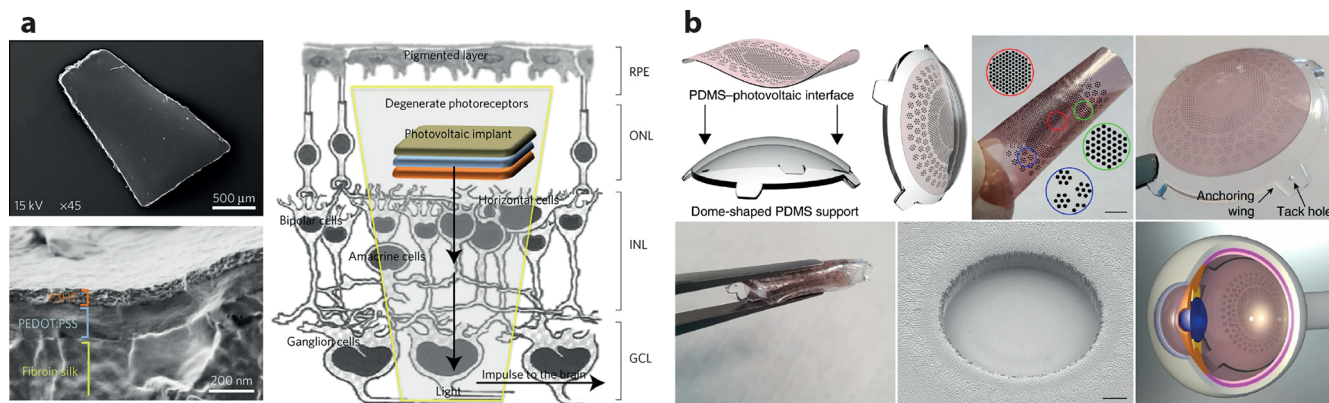 a
15 kV
×45
500 µm
P3HT
PEDOT:PSS
Fibroin silk
200 nm
Pigmented layer
Degenerate photoreceptors
Photovoltaic implant
Horizontal cells
Bipolar cells
Amacrine cells
Ganglion cells
Impulse to the brain
Light
RPE
ONL
INL
GCL
b
PDMS–photovoltaic interface
Dome-shaped PDMS support
Anchoring
wing
Tack hole